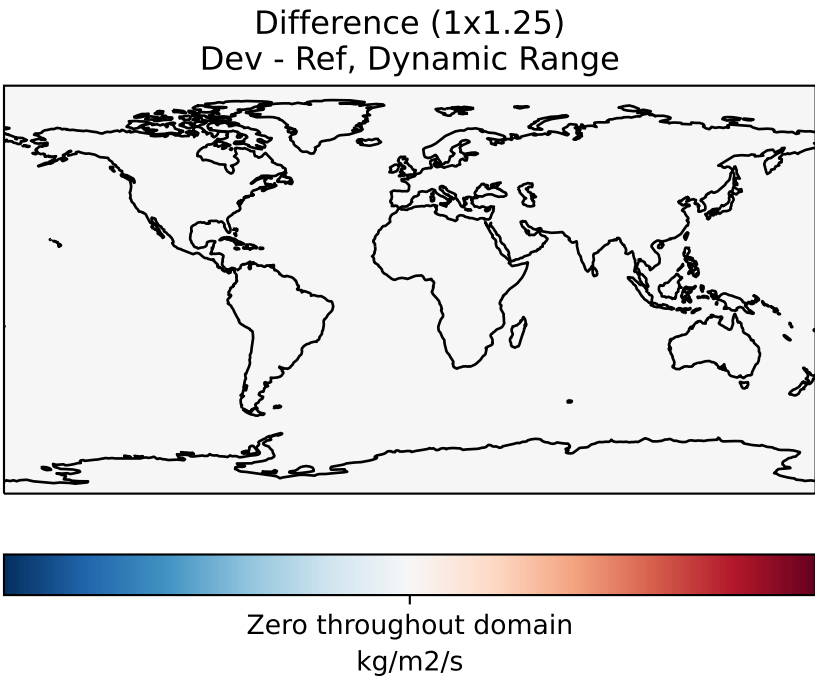 Difference (1x1.25)
Dev - Ref, Dynamic Range
Zero throughout domain
kg/m2/s